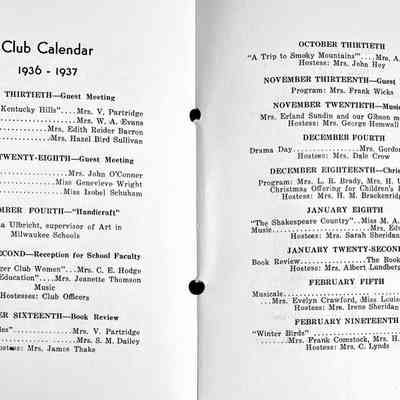 Club Calendar
1936 - 1937
THIRTIETH—Guest Meeting
Kentucky Hills"....Mrs. V. Partridge
Mrs. W. A. Evans
Mrs. Edith Reider Barron
Mrs. Hazel Bird Sullivan
TWENTY-EIGHTH—Guest Meeting
Mrs. John O'Conner
Miss Genevieve Wright
Miss Isobel Schuham
FOURTH—"Handicraft"
Ulbricht, supervisor of Art in
Milwaukee Schools
SECOND—Reception for School Faculty
Club Women"...Mrs. C. E. Hodge
Education"....Mrs. Jeanette Thomson
Music
Hostesses: Club Officers
SIXTEENTH—Book Review
Mrs. V. Partridge
Mrs. S. M. Dailey
Mrs. James Thake
OCTOBER THIRTIETH
"A Trip to Smoky Mountains"....Mrs. A.
Hostess: Mrs. John Hoy
NOVEMBER THIRTEENTH—Guest
Program: Mrs. Frank Wicks
NOVEMBER TWENTIETH—Music
Mrs. Erland Sundin and our Gibson
Hostess: Mrs. George Hemwall
DECEMBER FOURTH
Drama Day........Mrs. Gordon
Hostess: Mrs. Dale Crow
DECEMBER EIGHTEENTH—
Program: Mrs. L. R. Brady, Mrs. H.
Christmas Offering for Children's
Hostess: Mrs. H. M. Brackenridge
JANUARY EIGHTH
"The Shakespeare Country"...Miss M. A.
Music..........Mrs.
Hostess: Mrs. Sarah Sheridan
JANUARY TWENTY-SECOND
Book Review.........The Book
Hostess: Mrs. Albert Lundberg
FEBRUARY FIFTH
Musicale
Mrs. Evelyn Crawford, Miss Louise
Hostess: Mrs. Irene Sheridan
FEBRUARY NINETEENTH
"Winter Birds"
Mrs. Frank Comstock, Mrs. H.
Hostess: Mrs. C. Lynds